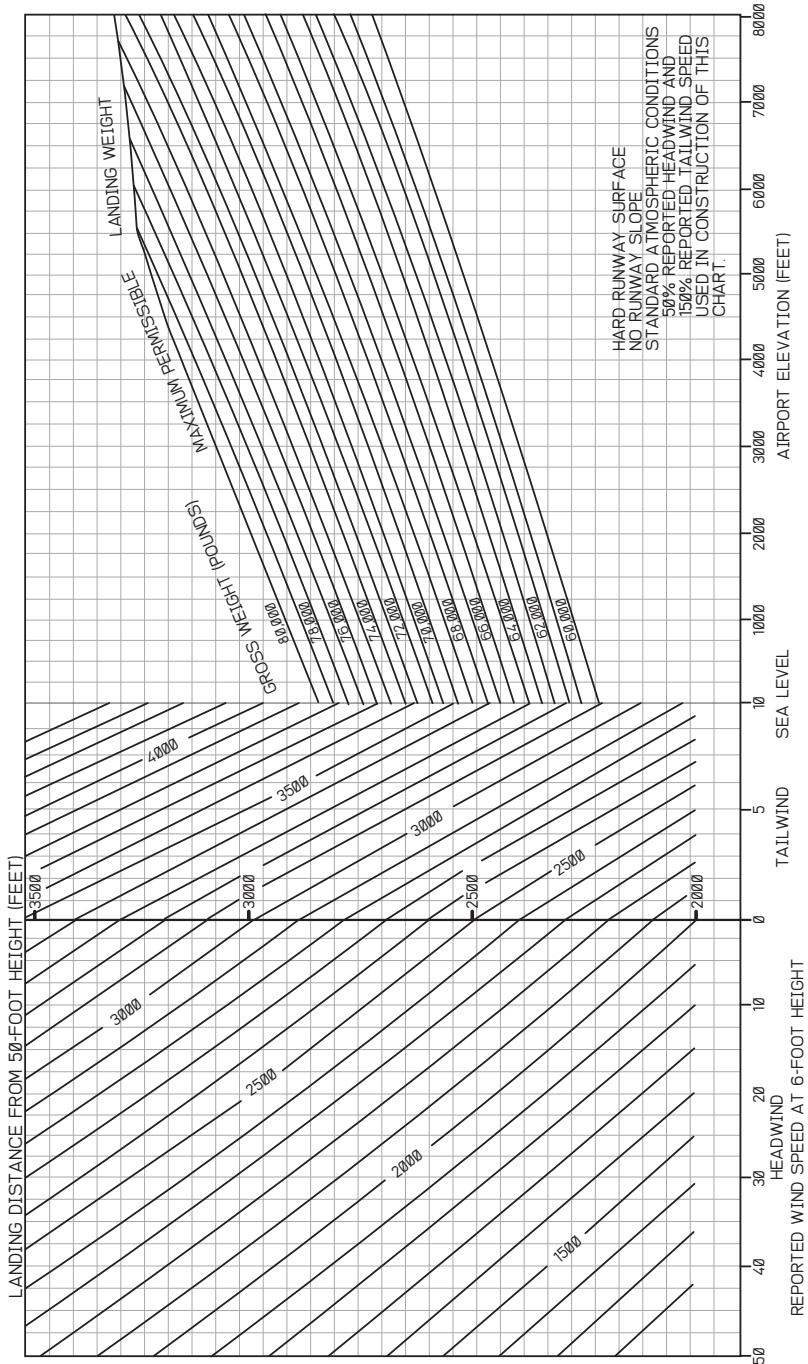 LANDING DISTANCE FROM 50-FOOT HEIGHT (FEET)
3500
3000
2500
2000
4000
3500
3000
2500
3000
2500
2000
1500
LANDING WEIGHT
MAXIMUM PERMISSIBLE
GROSS WEIGHT (POUNDS)
80,000
78,000
76,000
74,000
72,000
70,000
68,000
66,000
64,000
62,000
60,000
HARD RUNWAY SURFACE
NO RUNWAY SLOPE
STANDARD ATMOSPHERIC CONDITIONS
50% REPORTED HEADWIND AND
150% REPORTED TAILWIND SPEED
USED IN CONSTRUCTION OF THIS
CHART.
50 40 30 20 10 0 5 10 1000 2000 3000 4000 5000 6000 7000 8000
HEADWIND
TAILWIND
SEA LEVEL
AIRPORT ELEVATION (FEET)
REPORTED WIND SPEED AT 6-FOOT HEIGHT